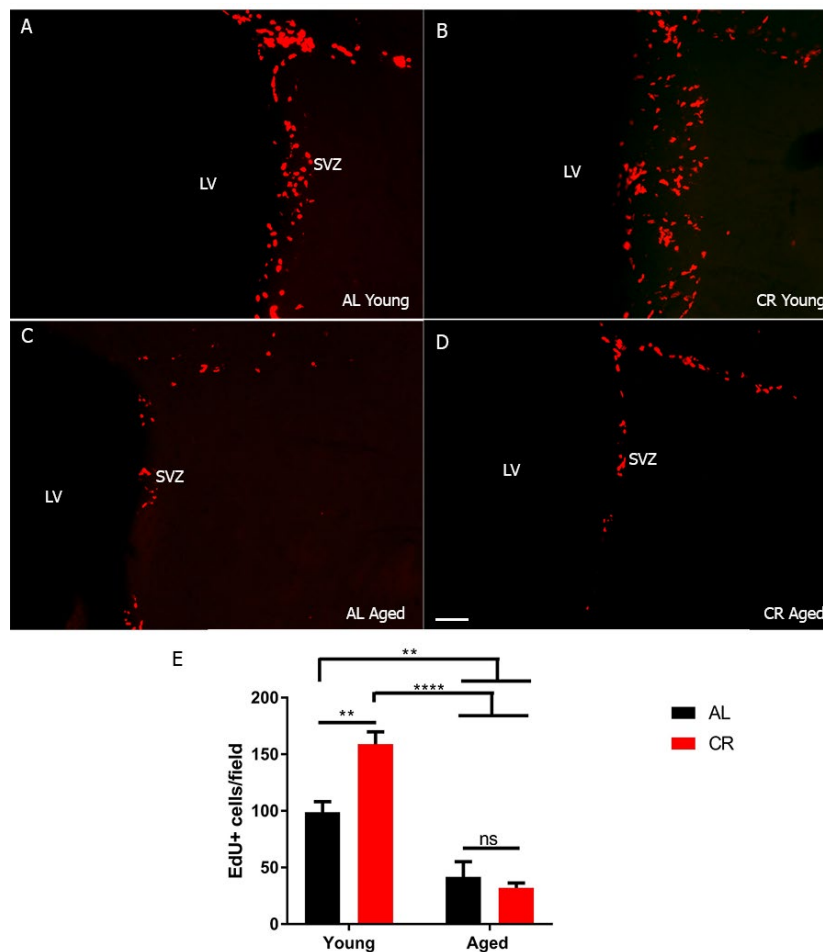 A
B
SVZ
LV
LV
AL Young
CR Young
C
D
SVZ
SVZ
LV
LV
AL Aged
CR Aged
E
**
****
200
**
AL
CR
150
EdU+ cells/field
100
ns
50
0
Young
Aged